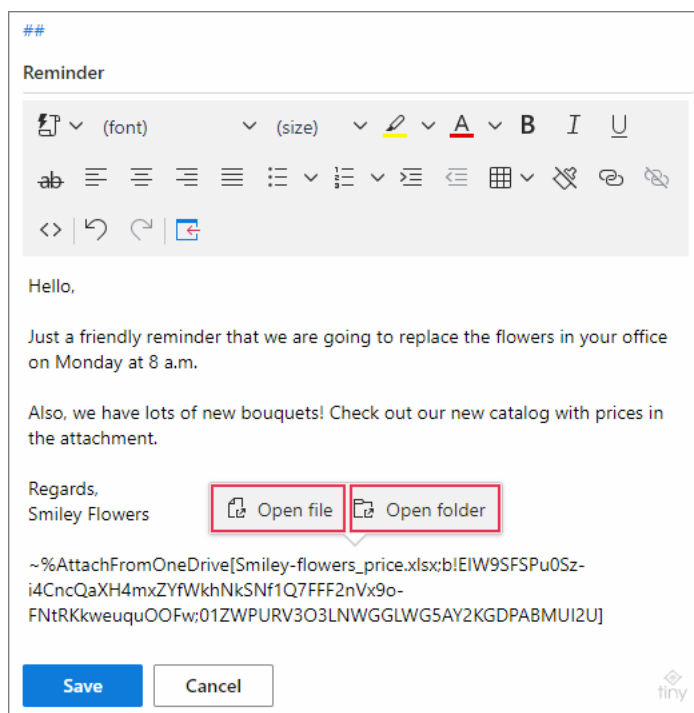 ##
Reminder
(font) (size) A B I U
ab
Hello,
Just a friendly reminder that we are going to replace the flowers in your office
on Monday at 8 a.m.
Also, we have lots of new bouquets! Check out our new catalog with prices in
the attachment.
Regards,
Smiley Flowers
Open file Open folder
~%AttachFromOneDrive[Smiley-flowers_price.xlsx;b!EIW9SFSPu0Sz-
i4CncQaXH4mxZYfWkhNkSNf1Q7FFF2nVx9o-
FNtRKkweuquOOFw;01ZWPURV3O3LNWGGLWG5AY2KGDPABMUI2U]
Save Cancel
tiny